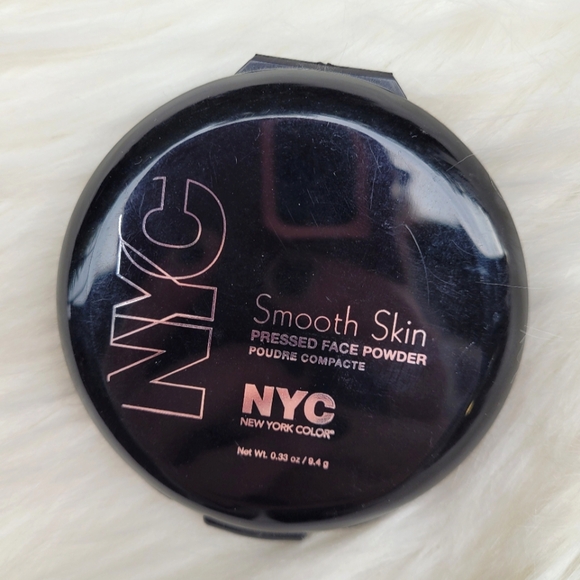 NYC
Smooth Skin
PRESSED FACE POWDER
POUDRE COMPACTE
NYC
NEW YORK COLOR®
Net Wt. 0.33 oz / 9.4 g